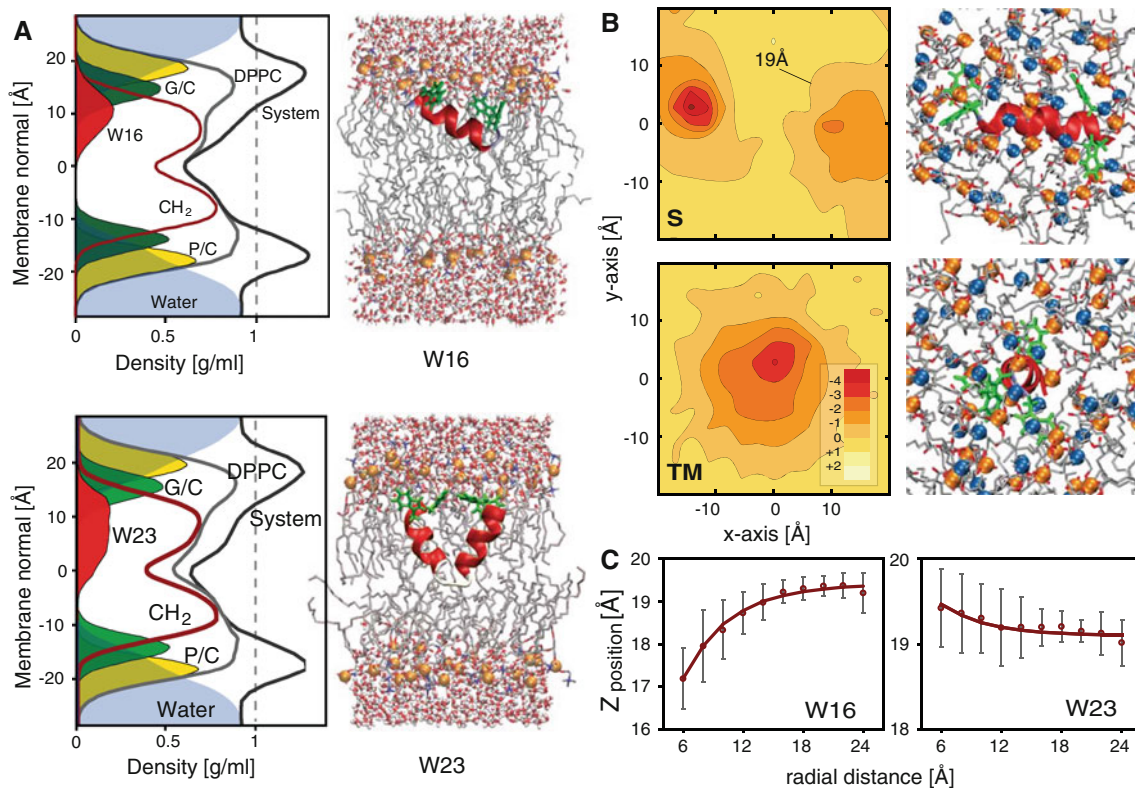 A
Membrane normal [Å]
20
10
0
-10
-20
DPPC
G/C
System
W16
CH2
P/C
Water
0
0.5
1
Density [g/ml]
W16
Membrane normal [Å]
20
10
0
-10
-20
DPPC
G/C
System
W23
CH2
P/C
Water
0
0.5
1
Density [g/ml]
W23
B
19Å
10
0
-10
S
y-axis [Å]
10
0
-10
TM
-4
-3
-2
-1
0
+1
+2
-10
0
10
x-axis [Å]
C
Z position [Å]
20
19
18
17
16
W16
6
12
18
24
20
19
18
W23
6
12
18
24
radial distance [Å]